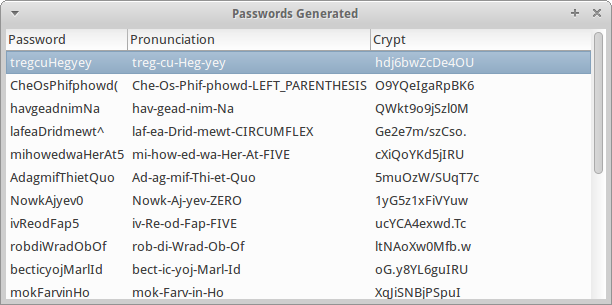 Passwords Generated
Password Pronunciation Crypt
tregcuHegyey treg-cu-Heg-yey hdj6bwZcDe4OU
CheOsPhifphowd( Che-Os-Phif-phowd-LEFT_PARENTHESIS O9YQeIgaRpBK6
havgeadnimNa hav-gead-nim-Na QWkt9o9jSzl0M
lafeaDridmewt^ laf-ea-Drid-mewt-CIRCUMFLEX Ge2e7m/szCso.
mihowedwaHerAt5 mi-how-ed-wa-Her-At-FIVE cXiQoYKd5jIRU
AdagmifThietQuo Ad-ag-mif-Thi-et-Quo 5muOzW/SUqT7c
NowkAjyev0 Nowk-Aj-yev-ZERO 1yG5z1xFiVYuw
ivReodFap5 iv-Re-od-Fap-FIVE ucYCA4exwd.Tc
robdiWradObOf rob-di-Wrad-Ob-Of ltNAoXw0Mfb.w
becticyojMarlId bect-ic-yoj-Marl-Id oG.y8YL6guIRU
mokFarvinHo mok-Farv-in-Ho XqJiSNBjPSpuI